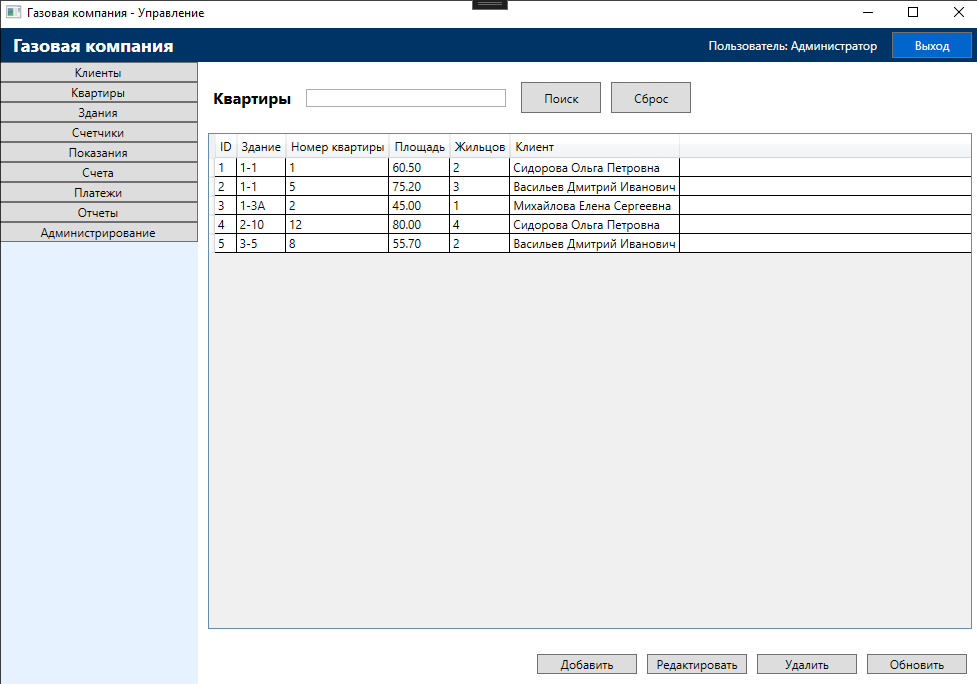 Газовая компания - Управление
Газовая компания Пользователь: Администратор Выход
Клиенты
Квартиры
Здания
Счетчики
Показания
Счета
Платежи
Отчеты
Администрирование
Квартиры Поиск Сброс
ID Здание Номер квартиры Площадь Жильцов Клиент
1 1-1 1 60.50 2 Сидорова Ольга Петровна
2 1-1 5 75.20 3 Васильев Дмитрий Иванович
3 1-3А 2 45.00 1 Михайлова Елена Сергеевна
4 2-10 12 80.00 4 Сидорова Ольга Петровна
5 3-5 8 55.70 2 Васильев Дмитрий Иванович
Добавить Редактировать Удалить Обновить